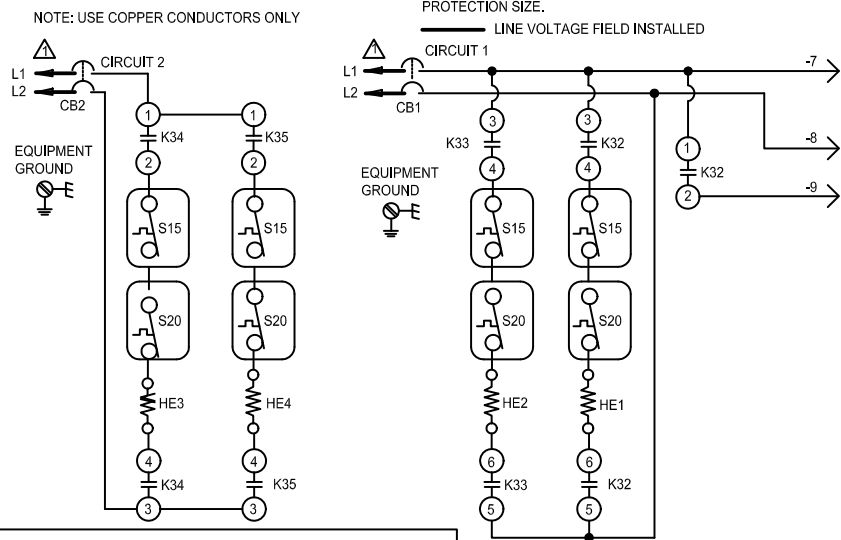 NOTE: USE COPPER CONDUCTORS ONLY
PROTECTION SIZE.
LINE VOLTAGE FIELD INSTALLED
1
CIRCUIT 2
L1
L2
CB2
1
1
K34
K35
2
2
EQUIPMENT
GROUND
S15
S15
S20
S20
HE3
HE4
4
4
K34
K35
3
3
1
CIRCUIT 1
L1
-7
L2
CB1
3
3
K33
K32
4
4
-8
1
K32
2
-9
EQUIPMENT
GROUND
S15
S15
S20
S20
HE2
HE1
6
6
K33
K32
5
5